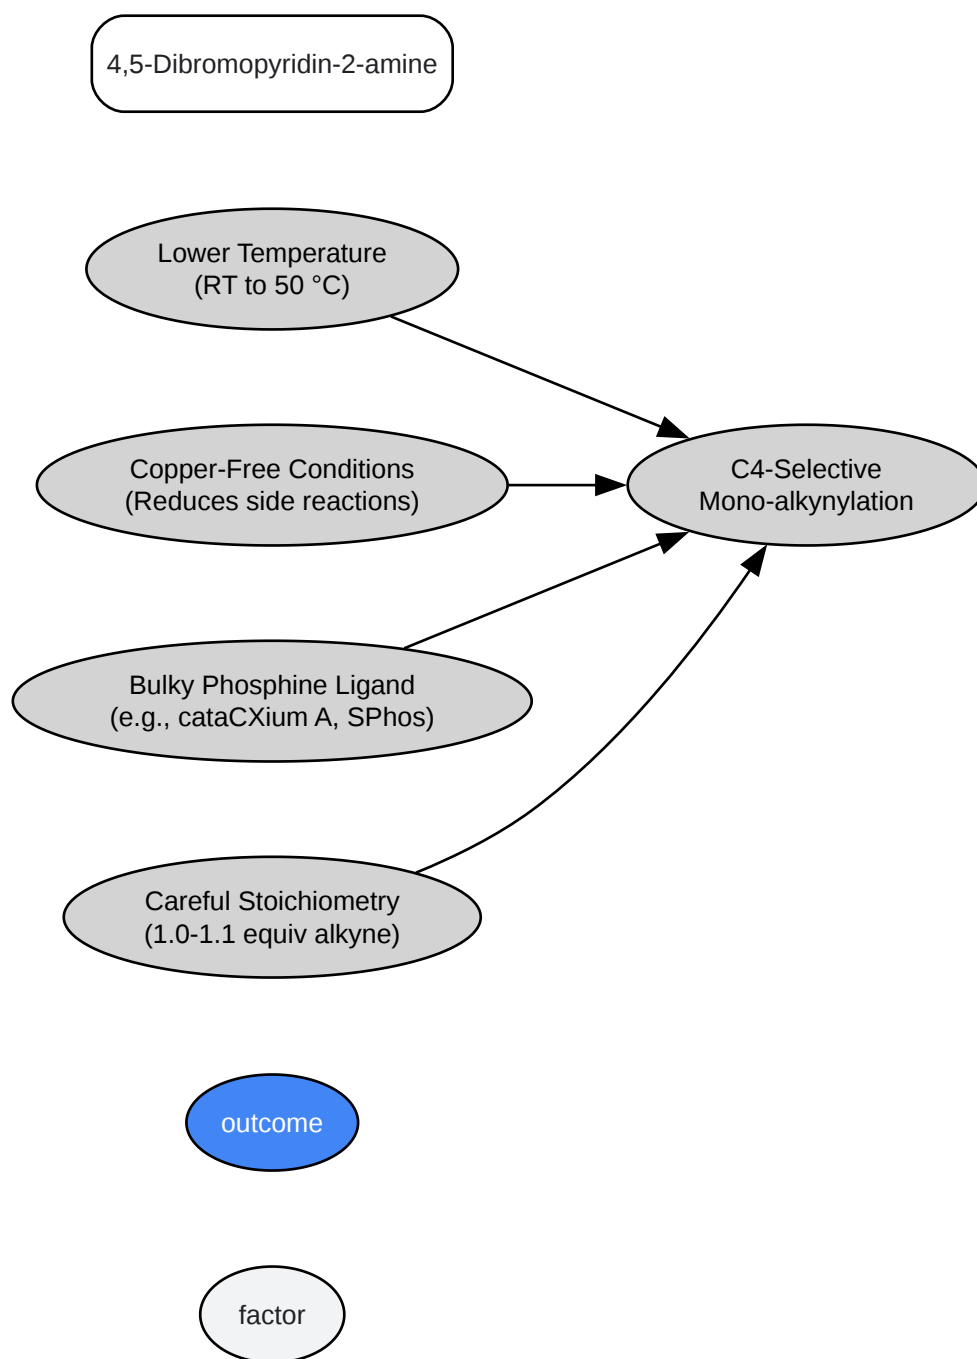 4,5-Dibromopyridin-2-amine
Lower Temperature
(RT to 50 °C)
Copper-Free Conditions
(Reduces side reactions)
C4-Selective
Mono-alkynylation
Bulky Phosphine Ligand
(e.g., cataCXium A, SPhos)
Careful Stoichiometry
(1.0-1.1 equiv alkyne)
outcome
factor